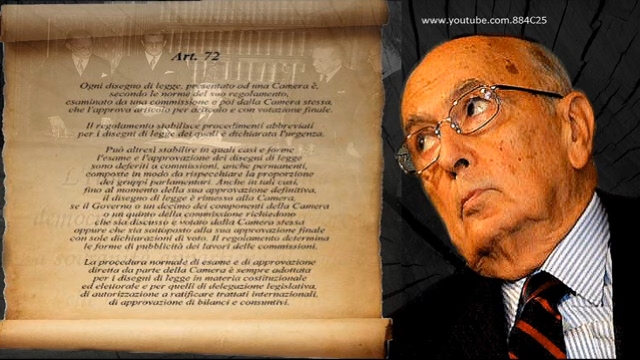 www.youtube.com.884C25
Art. 72
Ogni disegno di legge, presentato ad una Camera è,
secondo le norme del suo regolamento,
esaminato da una commissione e poi dalla Camera stessa,
che l'approva articolo per articolo e con votazione finale.
Il regolamento stabilisce procedimenti abbreviati
per i disegni di legge dei quali è dichiarata l'urgenza.
Può altresì stabilire in quali casi e forme
l'esame e l'approvazione dei disegni di legge
sono deferiti a commissioni, anche permanenti,
composte in modo da rispecchiare la proporzione
dei gruppi parlamentari. Anche in tali casi,
fino al momento della sua approvazione definitiva,
il disegno di legge è rimesso alla Camera,
se il Governo o un decimo dei componenti della Camera
o un quinto della commissione richiedono
che sia discusso e votato dalla Camera stessa
oppure che sia sottoposto alla sua approvazione finale
con sole dichiarazioni di voto. Il regolamento determina
le forme di pubblicità dei lavori delle commissioni.
La procedura normale di esame e di approvazione
diretta da parte della Camera è sempre adottata
per i disegni di legge in materia costituzionale
ed elettorale e per quelli di delegazione legislativa,
di autorizzazione a ratificare trattati internazionali,
di approvazione di bilanci e consuntivi.